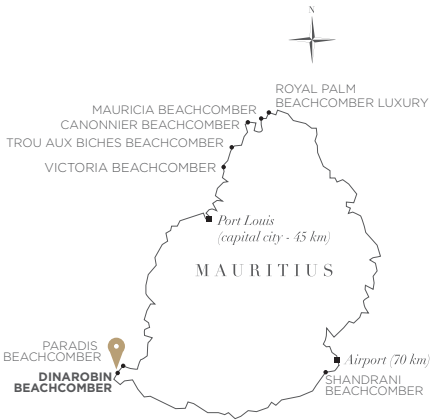 N
ROYAL PALM
BEACHCOMBER LUXURY
MAURICIA BEACHCOMBER
CANONNIER BEACHCOMBER
TROU AUX BICHES BEACHCOMBER
VICTORIA BEACHCOMBER
Port Louis
(capital city - 45 km)
MAURITIUS
PARADIS
BEACHCOMBER
DINAROBIN
BEACHCOMBER
Airport (70 km)
SHANDRANI
BEACHCOMBER